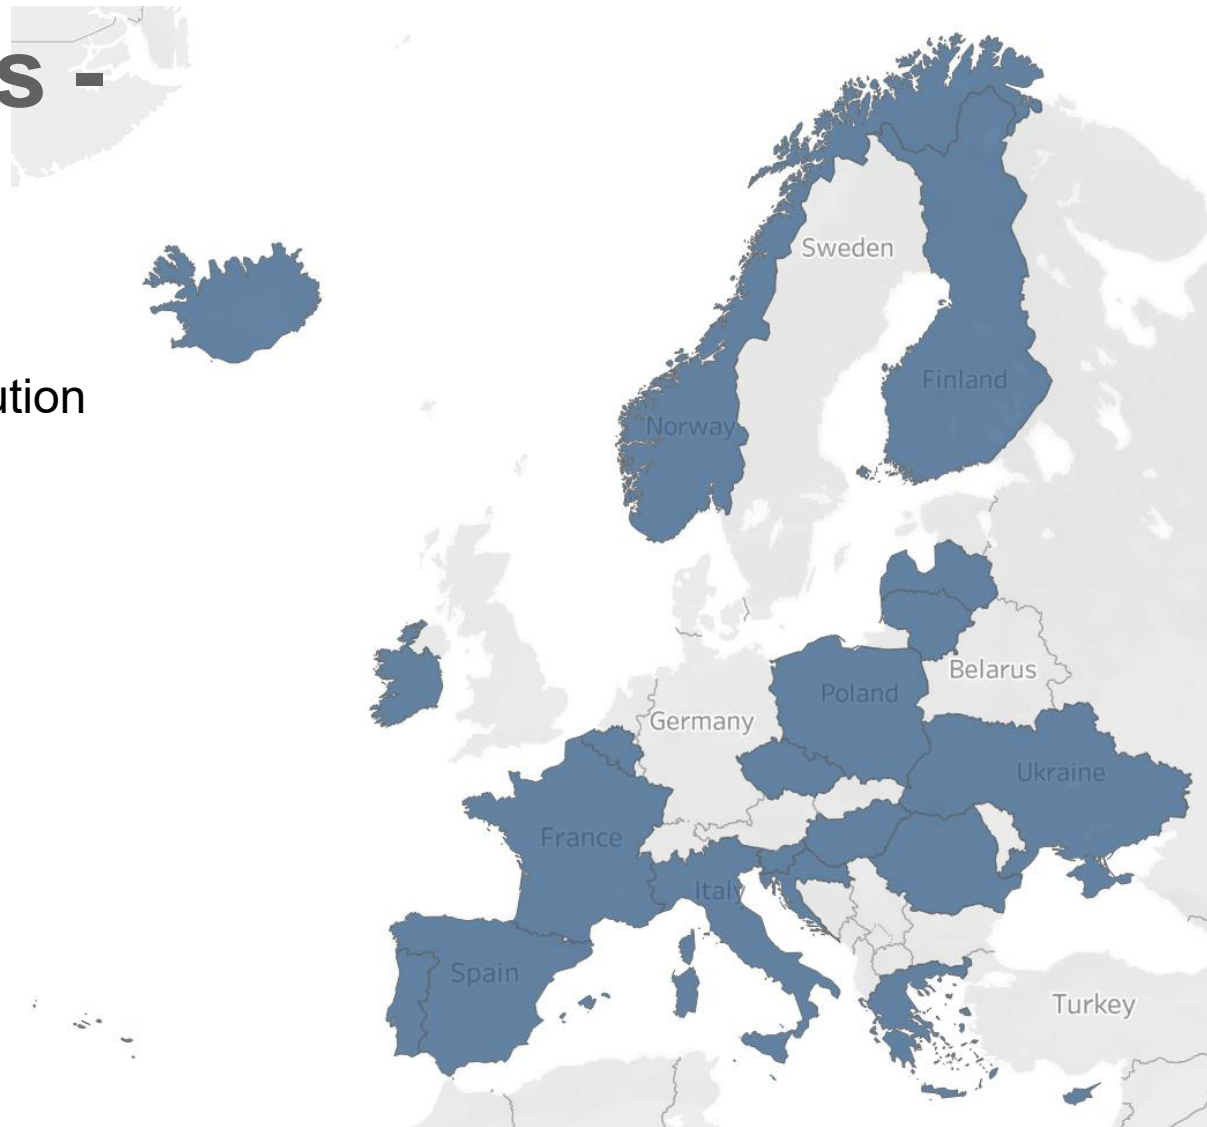 s -
Sweden
Finland
ution
Norway
Belarus
Poland
Germany
Ukraine
France
Italy
Spain
Turkey